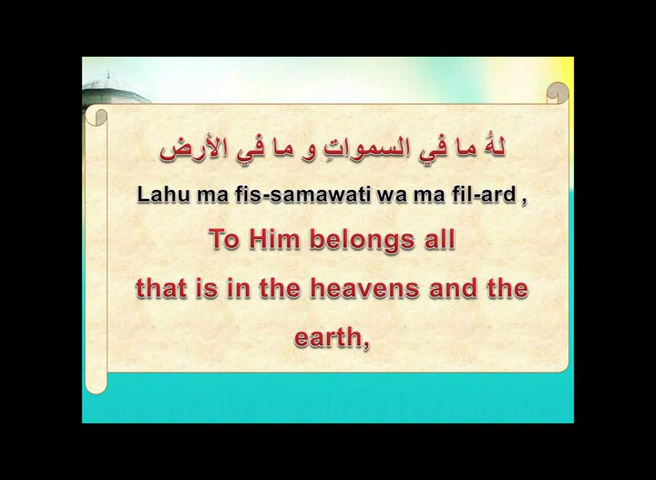 لهُ ما في السمواتِ و ما في الأرض
Lahu ma fis-samawati wa ma fil-ard ,
To Him belongs all
that is in the heavens and the
earth,